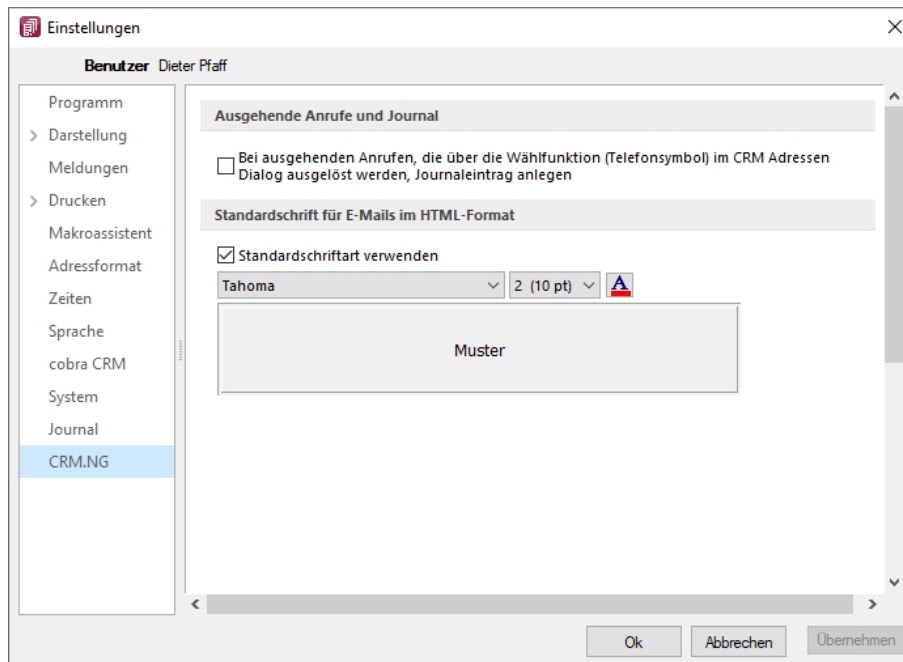 Einstellungen
Benutzer Dieter Pfaff
Programm
Darstellung
Meldungen
Drucken
Makroassistent
Adressformat
Zeiten
Sprache
cobra CRM
System
Journal
CRM.NG
Ausgehende Anrufe und Journal
Bei ausgehenden Anrufen, die über die Wählfunktion (Telefonsymbol) im CRM Adressen
Dialog ausgelöst werden, Journaleintrag anlegen
Standardschrift für E-Mails im HTML-Format
Standardschriftart verwenden
Tahoma 2 (10 pt) A
Muster
Ok Abbrechen Übernehmen